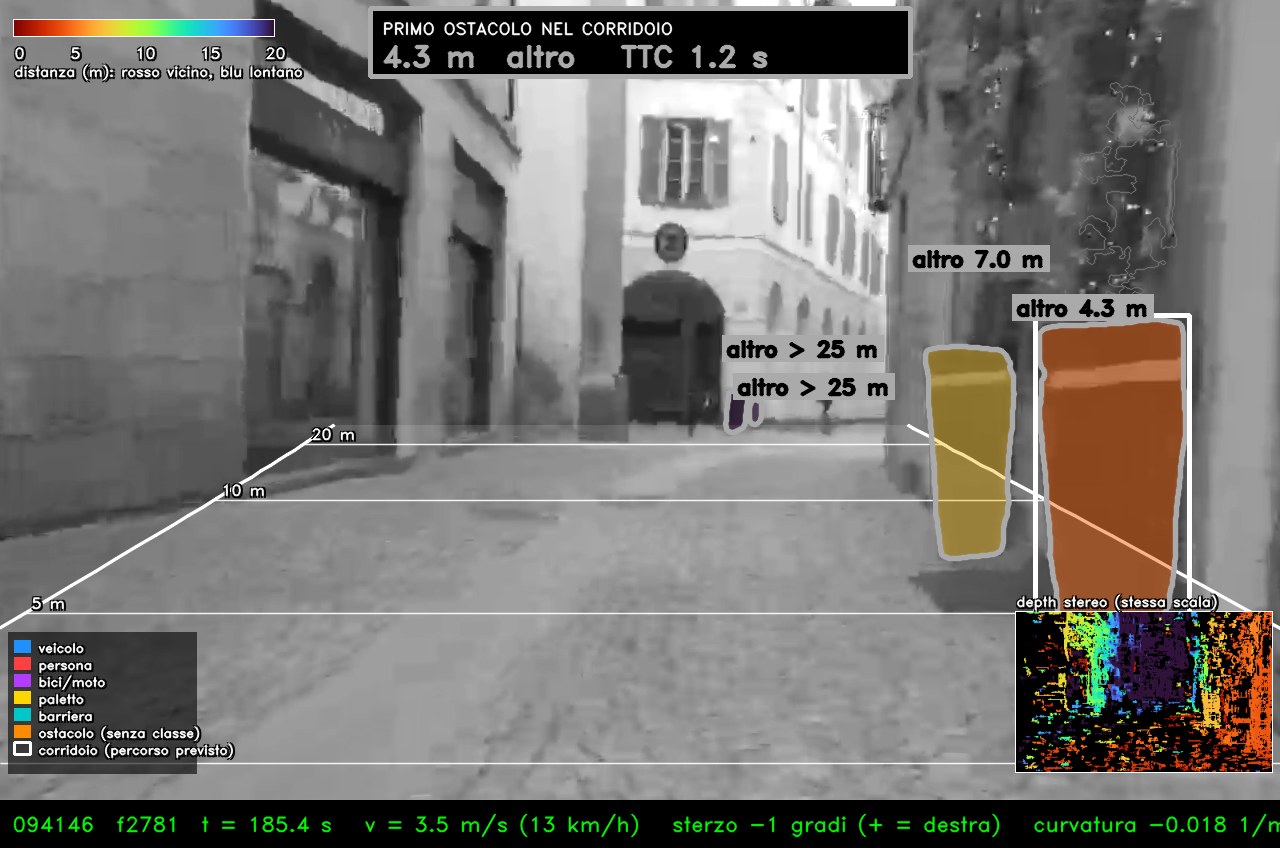 PRIMO OSTACOLO NEL CORRIDOIO
4.3 m altro TTC 1.2 s
0 5 10 15 20
distanza (m): rosso vicino, blu lontano
altro 7.0 m
altro 4.3 m
altro > 25 m
altro > 25 m
20 m
10 m
5 m
depth stereo (stessa scala)
veicolo
persona
bici/moto
paletto
barriera
ostacolo (senza classe)
corridoio (percorso previsto)
094146 f2781 t = 185.4 s v = 3.5 m/s (13 km/h) sterzo -1 gradi (+ = destra) curvatura -0.018 1/m